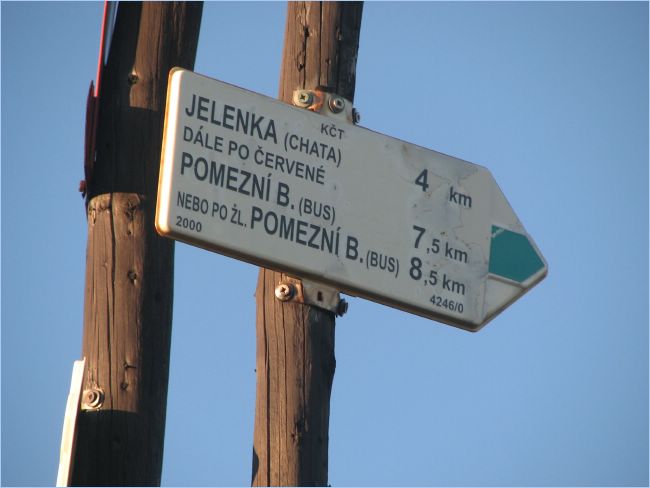 KČT
JELENKA (CHATA) 4 km
DÁLE PO ČERVENÉ
POMEZNÍ B. (BUS) 7,5 km
NEBO PO ŽL. POMEZNÍ B. (BUS) 8,5 km
2000 4246/0